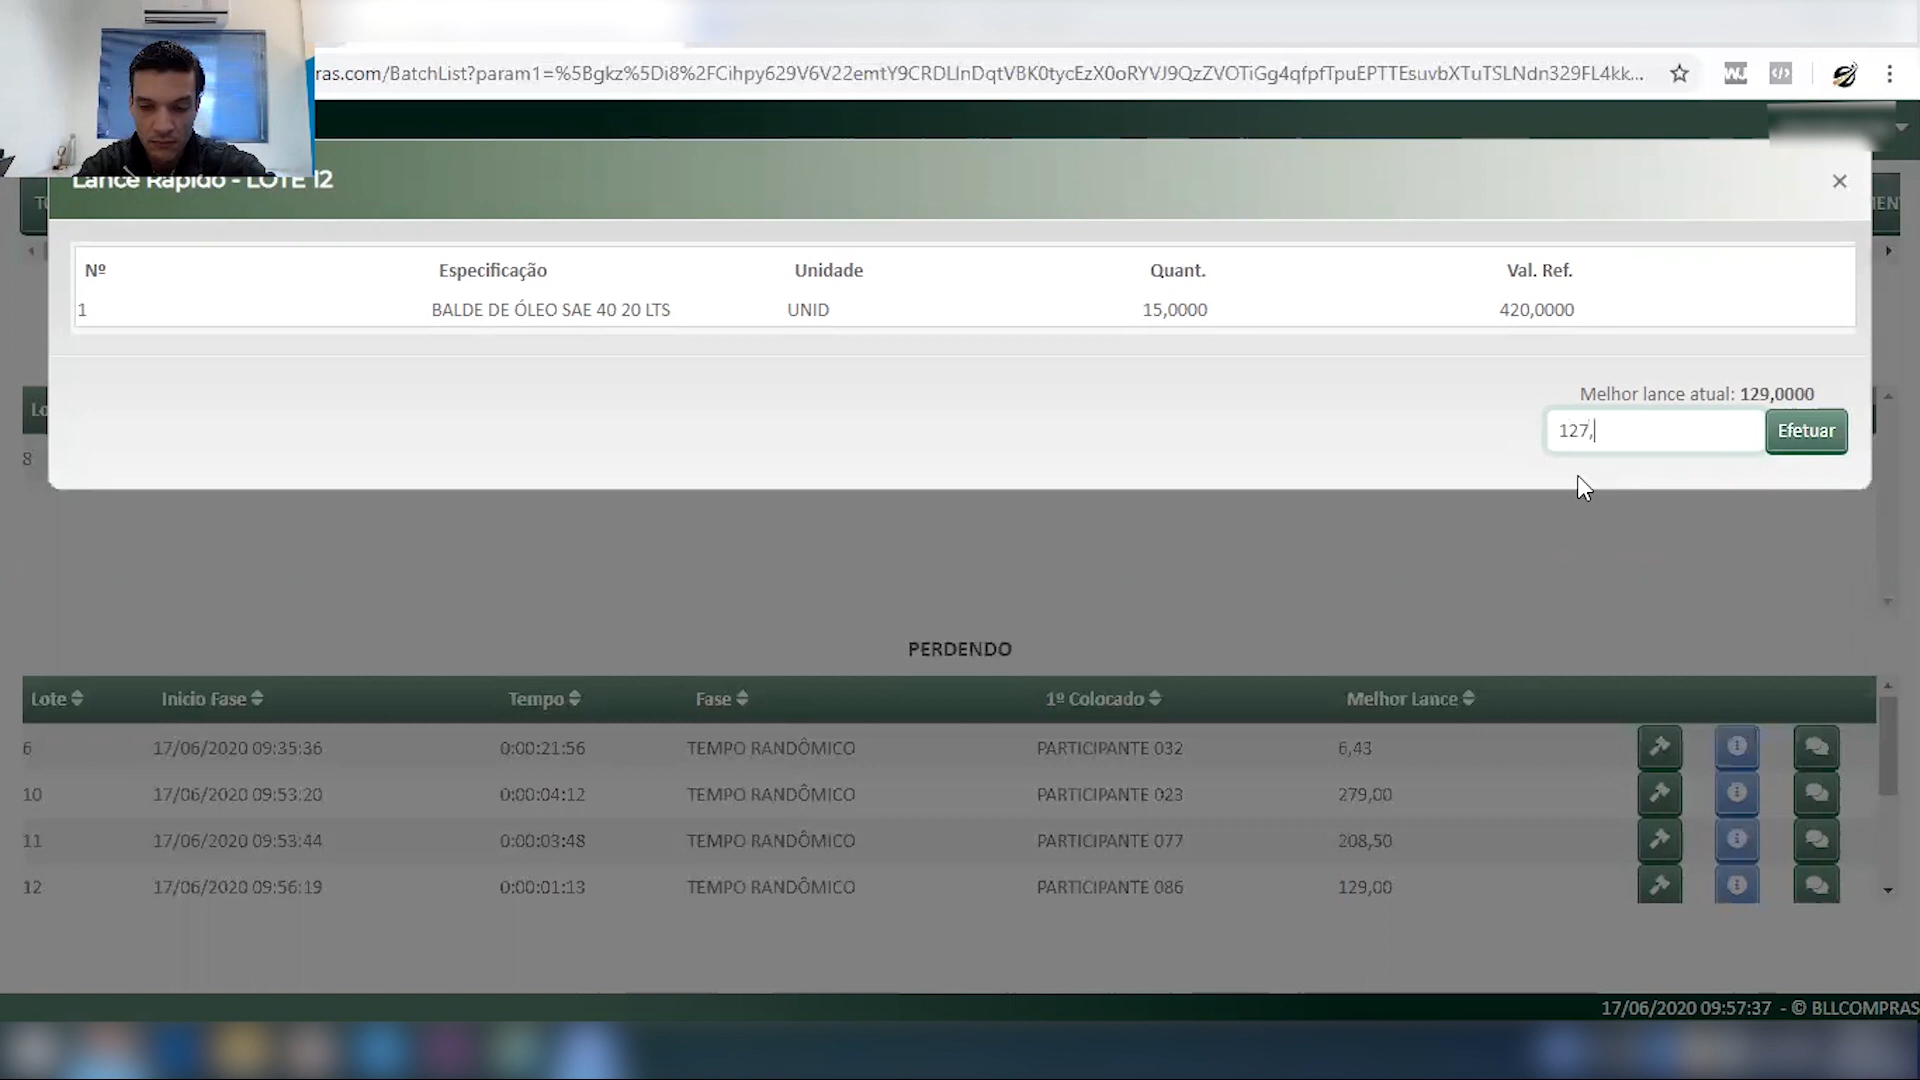 ras.com/BatchList?param1=%5Bgkz%5Di8%2FCihpy629V6V22emtY9CRDLInDqtVBK0tycEzX0oRYVJ9QzZVOTiGg4qfpfTpuEPTTEsuvbXTuTSLNdn329FL4kk...
Lance Rápido - LOTE 12
×
Nº Especificação Unidade Quant. Val. Ref.
1 BALDE DE ÓLEO SAE 40 20 LTS UNID 15,0000 420,0000
Melhor lance atual: 129,0000
127, Efetuar
Lo
8
PERDENDO
Lote Inicio Fase Tempo Fase 1º Colocado Melhor Lance
6 17/06/2020 09:35:36 0:00:21:56 TEMPO RANDÔMICO PARTICIPANTE 032 6,43
10 17/06/2020 09:53:20 0:00:04:12 TEMPO RANDÔMICO PARTICIPANTE 023 279,00
11 17/06/2020 09:53:44 0:00:03:48 TEMPO RANDÔMICO PARTICIPANTE 077 208,50
12 17/06/2020 09:56:19 0:00:01:13 TEMPO RANDÔMICO PARTICIPANTE 086 129,00
17/06/2020 09:57:37 - © BLLCOMPRAS